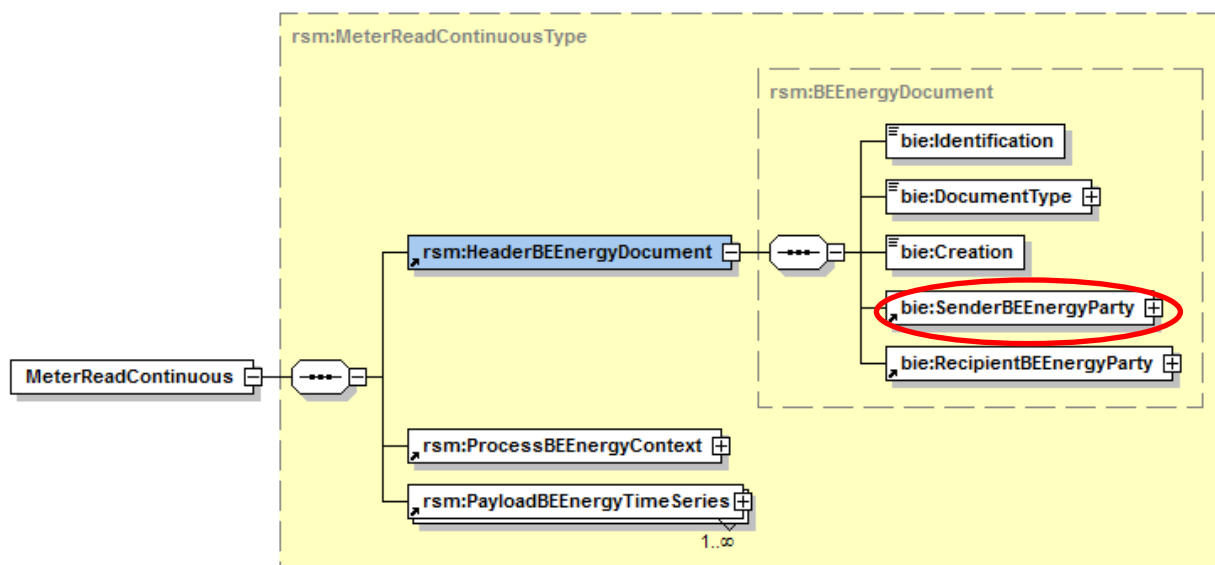 rsm:MeterReadContinuousType
rsm:BEEnergyDocument
bie:Identification
bie:DocumentType
rsm:HeaderBEEnergyDocument
bie:Creation
bie:SenderBEEnergyParty
bie:RecipientBEEnergyParty
MeterReadContinuous
rsm:ProcessBEEnergyContext
rsm:PayloadBEEnergyTimeSeries
1..∞